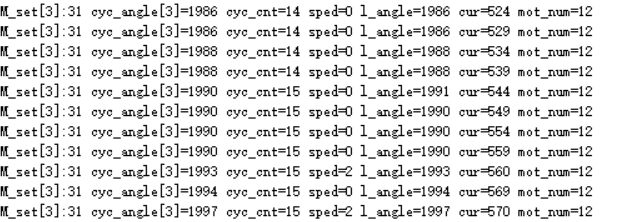 M_set[3]:31 cyc_angle[3]=1986 cyc_cnt=14 sped=0 l_angle=1986 cur=524 mot_num=12
M_set[3]:31 cyc_angle[3]=1986 cyc_cnt=14 sped=0 l_angle=1986 cur=529 mot_num=12
M_set[3]:31 cyc_angle[3]=1988 cyc_cnt=14 sped=0 l_angle=1988 cur=534 mot_num=12
M_set[3]:31 cyc_angle[3]=1988 cyc_cnt=14 sped=0 l_angle=1988 cur=539 mot_num=12
M_set[3]:31 cyc_angle[3]=1990 cyc_cnt=15 sped=0 l_angle=1991 cur=544 mot_num=12
M_set[3]:31 cyc_angle[3]=1990 cyc_cnt=15 sped=0 l_angle=1990 cur=549 mot_num=12
M_set[3]:31 cyc_angle[3]=1990 cyc_cnt=15 sped=0 l_angle=1990 cur=554 mot_num=12
M_set[3]:31 cyc_angle[3]=1990 cyc_cnt=15 sped=0 l_angle=1990 cur=559 mot_num=12
M_set[3]:31 cyc_angle[3]=1993 cyc_cnt=15 sped=2 l_angle=1993 cur=560 mot_num=12
M_set[3]:31 cyc_angle[3]=1994 cyc_cnt=15 sped=0 l_angle=1994 cur=569 mot_num=12
M_set[3]:31 cyc_angle[3]=1997 cyc_cnt=15 sped=2 l_angle=1997 cur=570 mot_num=12